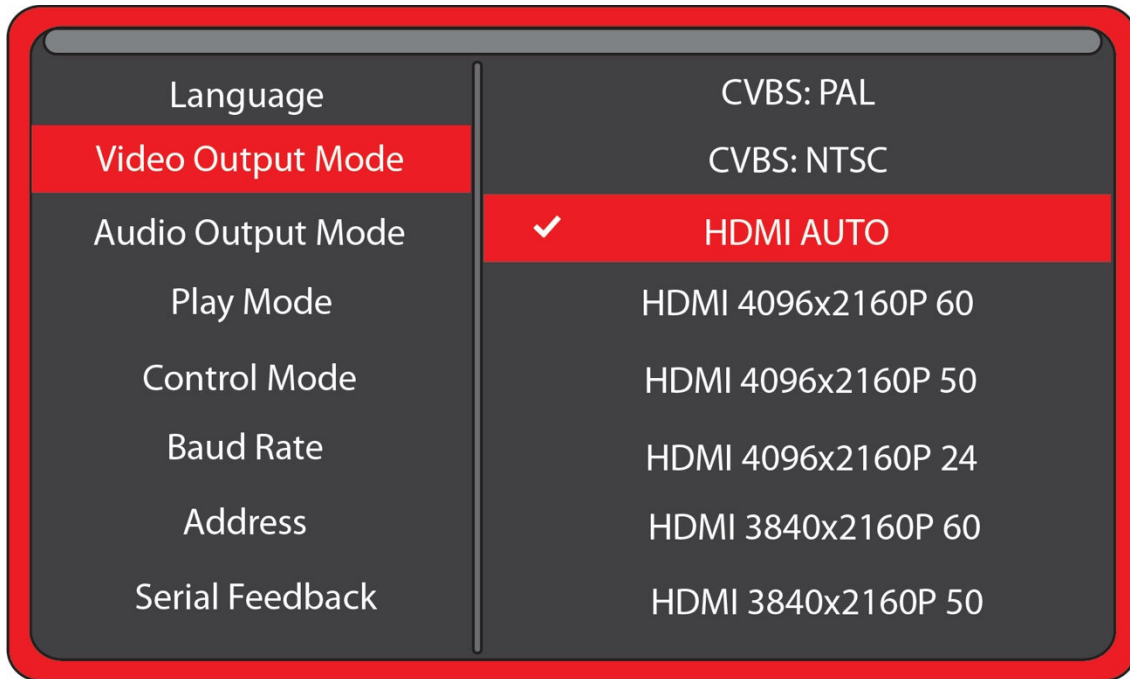 Language
Video Output Mode
Audio Output Mode
Play Mode
Control Mode
Baud Rate
Address
Serial Feedback
CVBS: PAL
CVBS: NTSC
HDMI AUTO
HDMI 4096x2160P 60
HDMI 4096x2160P 50
HDMI 4096x2160P 24
HDMI 3840x2160P 60
HDMI 3840x2160P 50